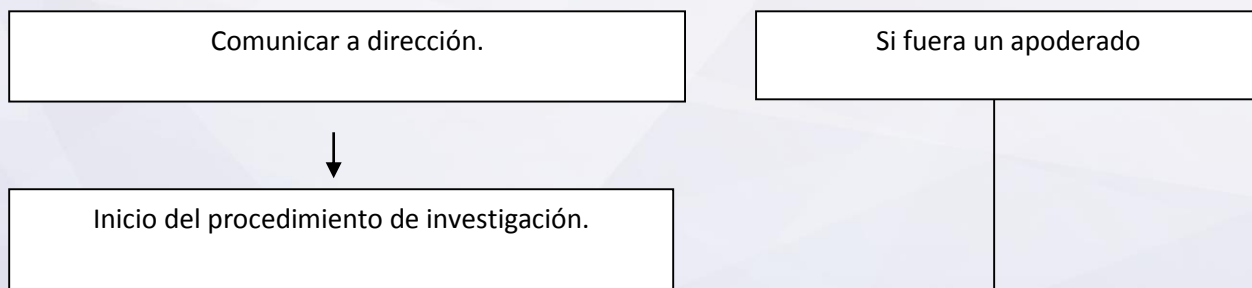 Comunicar a dirección.
Si fuera un apoderado
Inicio del procedimiento de investigación.